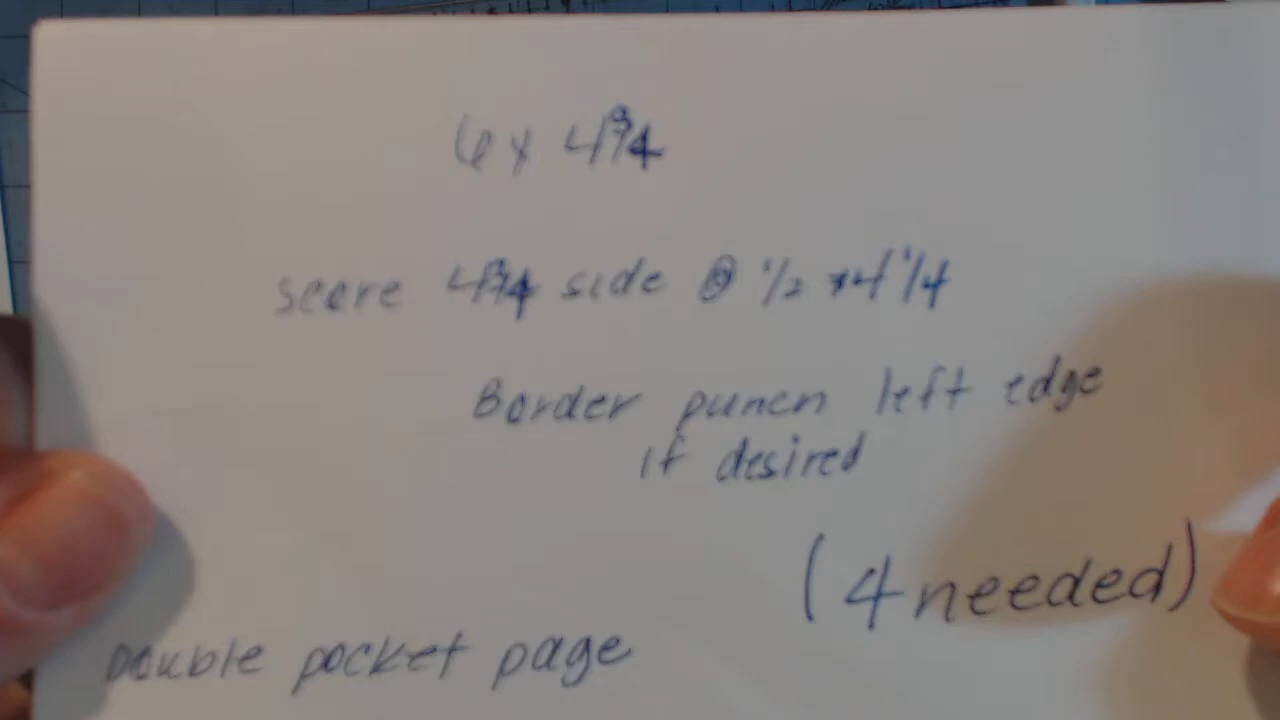 6 x 4 3/4
Score 4 3/4 side @ 1/2 + 4 1/4
Border punch left edge
if desired
(4 needed)
Double pocket page